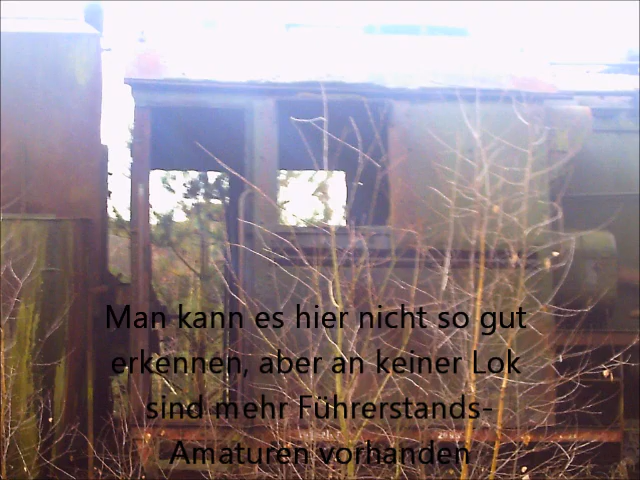 Man kann es hier nicht so gut
erkennen, aber an keiner Lok
sind mehr Führerstands-
Amaturen vorhanden